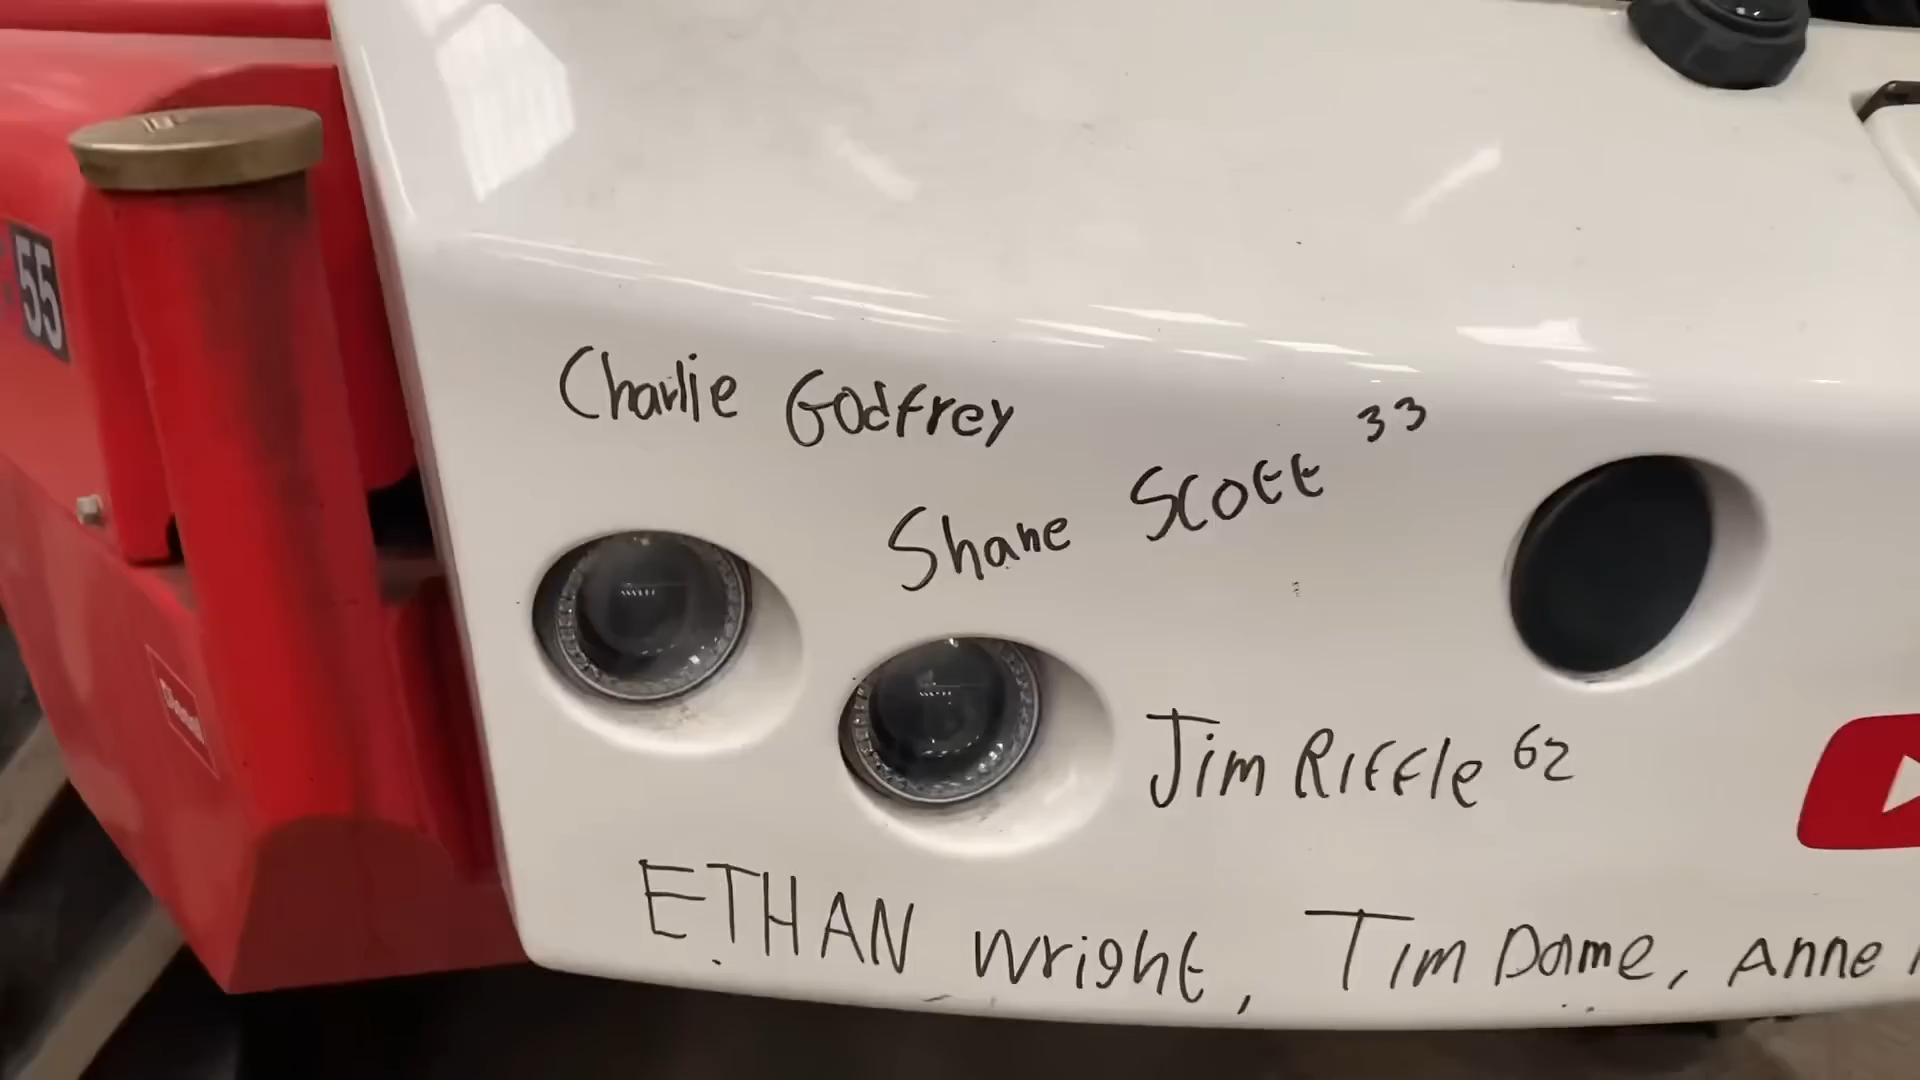 55
Charlie Godfrey
Shane Scott 33
Jim Riffle 62
ETHAN Wright, Tim Dame, Anne